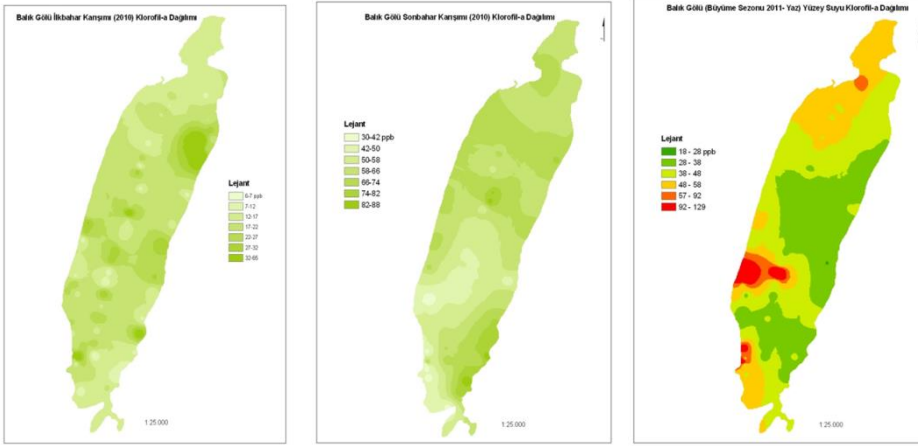 Balık Gölü İlkbahar Karışımı (2010) Klorofil-a Dağılımı
Lejant
6-7 ppb
7-12
12-17
17-22
22-27
27-32
32-65
1:25.000
Balık Gölü Sonbahar Karışımı (2010) Klorofil-a Dağılımı
Lejant
30-42 ppb
42-50
50-58
58-66
66-74
74-82
82-88
1:25.000
Balık Gölü (Büyüme Sezonu 2011- Yaz) Yüzey Suyu Klorofil-a Dağılımı
Lejant
18 - 28 ppb
28 - 38
38 - 48
48 - 58
57 - 92
92 - 129
1:25.000